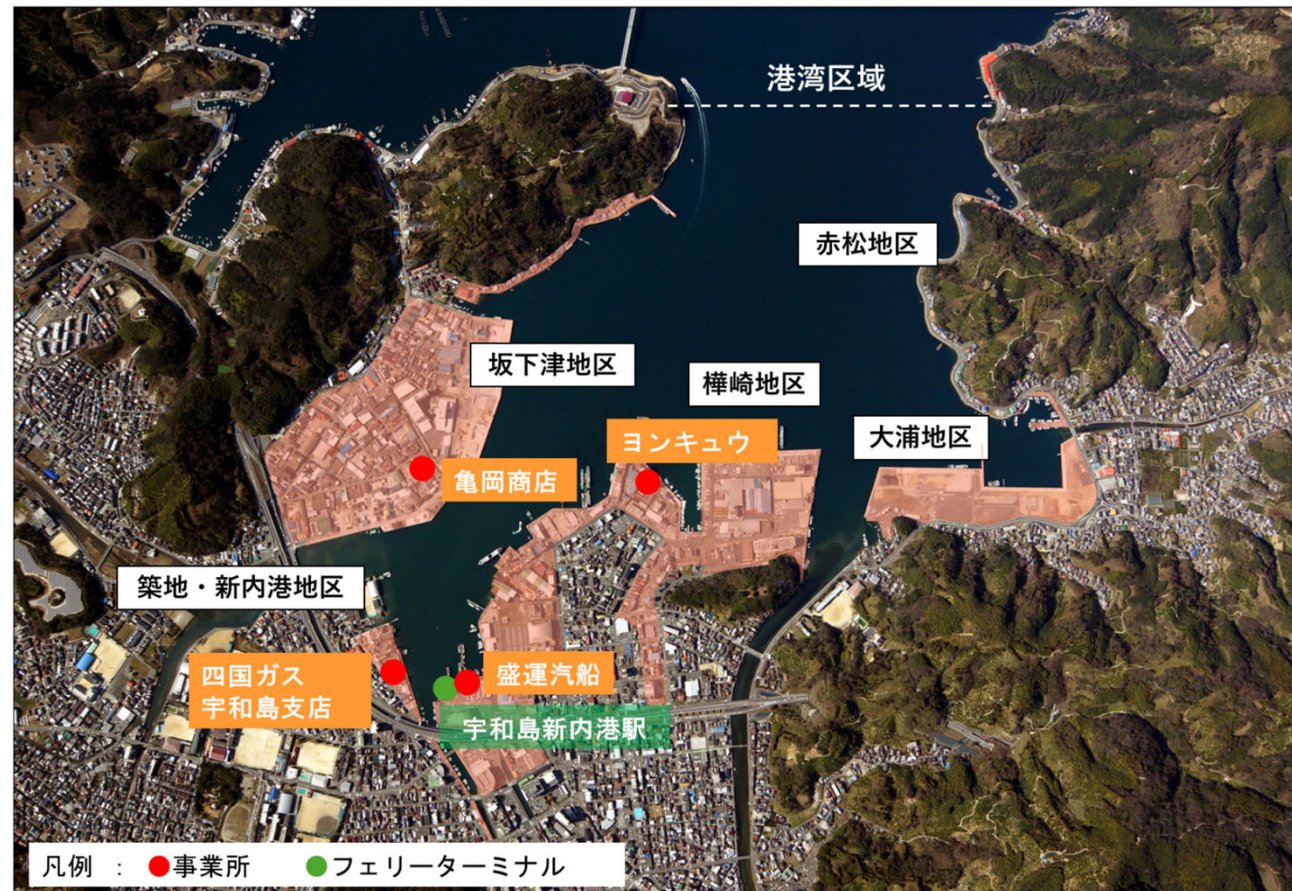 港湾区域
赤松地区
坂下津地区
樺崎地区
ヨンキュウ
大浦地区
亀岡商店
築地・新内港地区
四国ガス
宇和島支店
盛運汽船
宇和島新内港駅
凡例 : ●事業所 ●フェリーターミナル